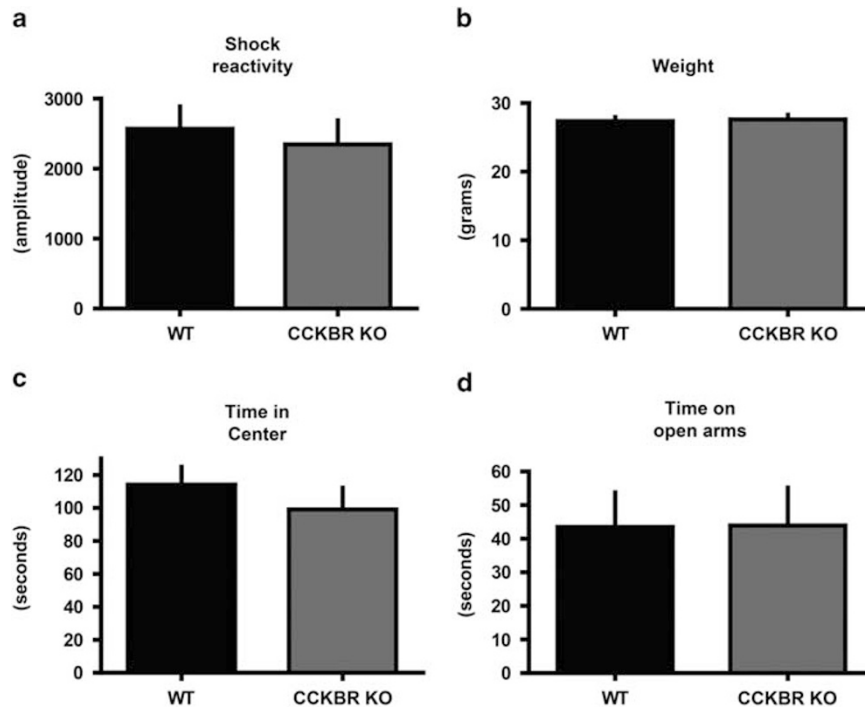 a
Shock
reactivity
(amplitude)
3000
2000
1000
0
WT
CCKBR KO
b
Weight
(grams)
30
20
10
0
WT
CCKBR KO
c
Time in
Center
(seconds)
120
100
80
60
40
20
0
WT
CCKBR KO
d
Time on
open arms
(seconds)
60
50
40
30
20
10
0
WT
CCKBR KO